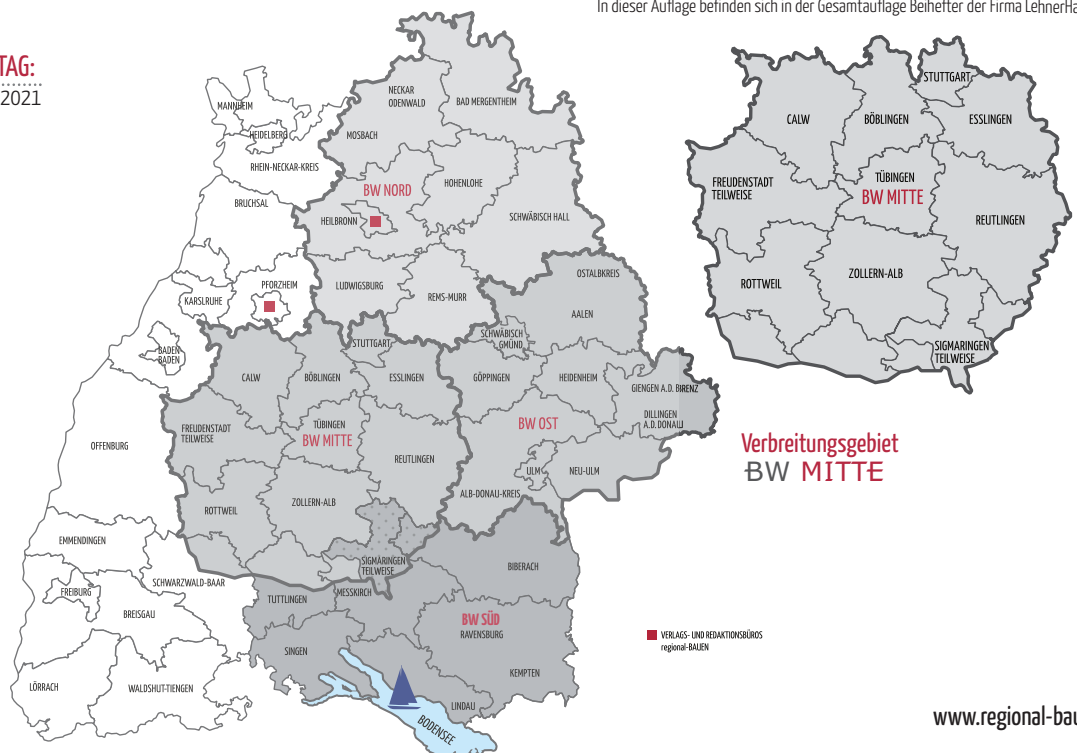 In dieser Auflage befinden sich in der Gesamtauflage Beihefter der Firma LehnerHa
TAG:
2021
MANNHEIM
HEIDELBERG
RHEIN-NECKAR-KREIS
BRUCHSAL
KARLSRUHE
PFORZHEIM
BADEN
BADEN
OFFENBURG
EMMENDINGEN
FREIBURG
BREISGAU
SCHWARZWALD-BAAR
LÖRRACH
WALDSHUT-TIENGEN
NECKAR
ODENWALD
BAD MERGENTHEIM
MOSBACH
BW NORD
HOHENLOHE
HEILBRONN
SCHWÄBISCH HALL
LUDWIGSBURG
REMS-MURR
OSTALBKREIS
AALEN
SCHWÄBISCH
GMÜND
GÖPPINGEN
HEIDENHEIM
GIENGEN A.D. BIRENZ
DILLINGEN
A.D. DONAU
BW OST
ULM
NEU-ULM
ALB-DONAU-KREIS
STUTTGART
CALW
BÖBLINGEN
ESSLINGEN
FREUDENSTADT
TEILWEISE
TÜBINGEN
BW MITTE
REUTLINGEN
ROTTWEIL
ZOLLERN-ALB
SIGMARINGEN
TEILWEISE
TUTTLINGEN
MESSKIRCH
BIBERACH
BW SÜD
RAVENSBURG
SINGEN
KEMPTEN
LINDAU
BODENSEE
STUTTGART
CALW
BÖBLINGEN
ESSLINGEN
FREUDENSTADT
TEILWEISE
TÜBINGEN
BW MITTE
REUTLINGEN
ROTTWEIL
ZOLLERN-ALB
SIGMARINGEN
TEILWEISE
Verbreitungsgebiet
BW MITTE
VERLAGS- UND REDAKTIONSBÜROS
regional-BAUEN
www.regional-bau